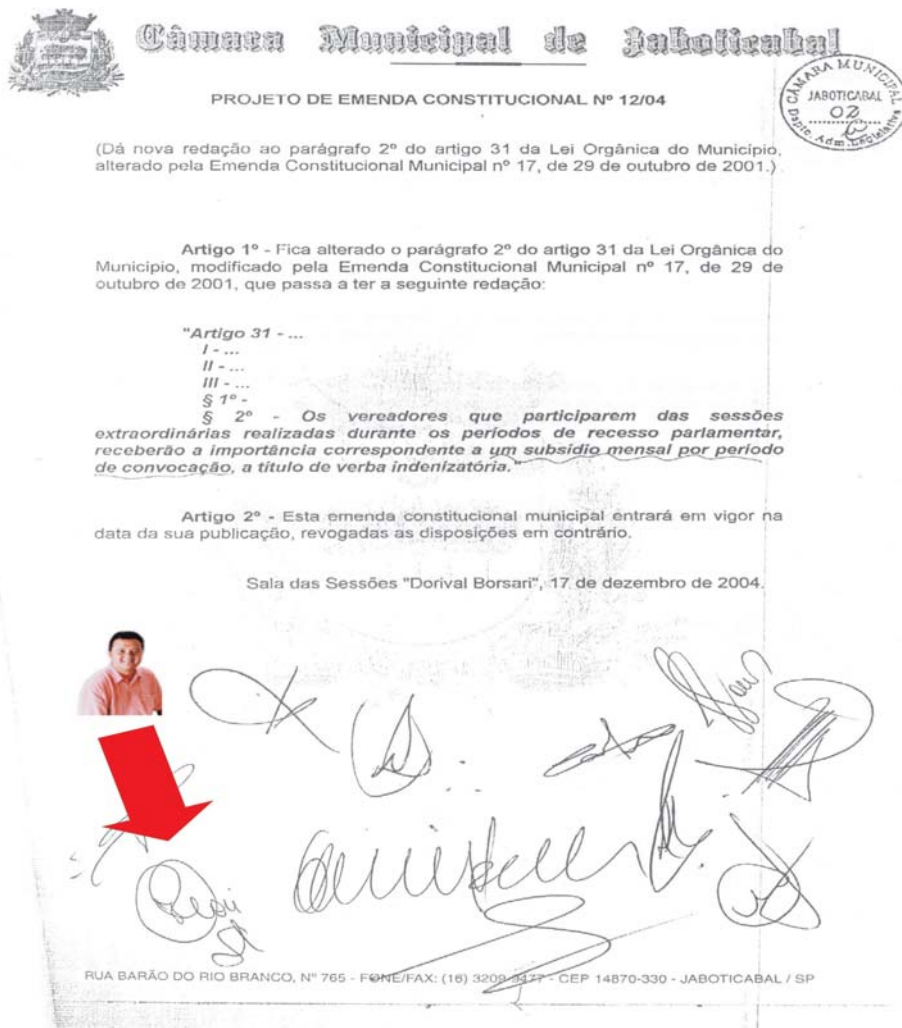 Câmara Municipal de Jaboticabal
CÂMARA MUNICIPAL
JABOTICABAL
02
Depto. Adm. Legislativa
PROJETO DE EMENDA CONSTITUCIONAL Nº 12/04
(Dá nova redação ao parágrafo 2º do artigo 31 da Lei Orgânica do Município,
alterado pela Emenda Constitucional Municipal nº 17, de 29 de outubro de 2001.)
Artigo 1º - Fica alterado o parágrafo 2º do artigo 31 da Lei Orgânica do
Município, modificado pela Emenda Constitucional Municipal nº 17, de 29 de
outubro de 2001, que passa a ter a seguinte redação:
"Artigo 31 - ...
I - ...
II - ...
III - ...
§ 1º -
§ 2º - Os vereadores que participarem das sessões
extraordinárias realizadas durante os períodos de recesso parlamentar,
receberão a importância correspondente a um subsídio mensal por período
de convocação, a título de verba indenizatória."
Artigo 2º - Esta emenda constitucional municipal entrará em vigor na
data da sua publicação, revogadas as disposições em contrário.
Sala das Sessões "Dorival Borsari", 17 de dezembro de 2004.
RUA BARÃO DO RIO BRANCO, Nº 765 - FONE/FAX: (16) 3209-9477 - CEP 14870-330 - JABOTICABAL / SP